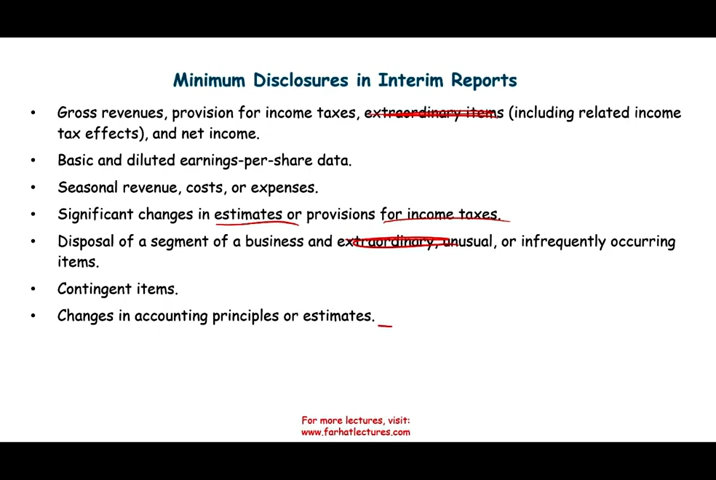 Minimum Disclosures in Interim Reports
• Gross revenues, provision for income taxes, extraordinary items (including related income
tax effects), and net income.
• Basic and diluted earnings-per-share data.
• Seasonal revenue, costs, or expenses.
• Significant changes in estimates or provisions for income taxes.
• Disposal of a segment of a business and extraordinary, unusual, or infrequently occurring
items.
• Contingent items.
• Changes in accounting principles or estimates.
For more lectures, visit:
www.farhatlectures.com